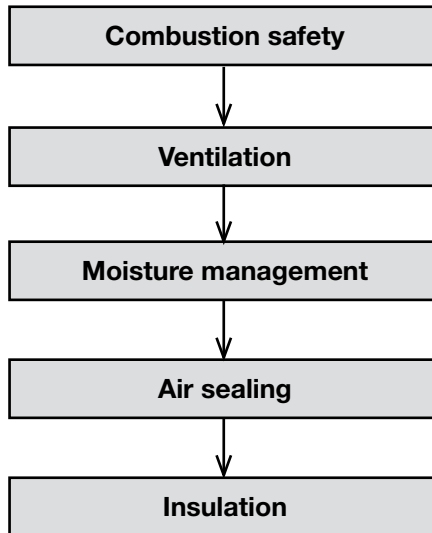 Combustion safety
Ventilation
Moisture management
Air sealing
Insulation